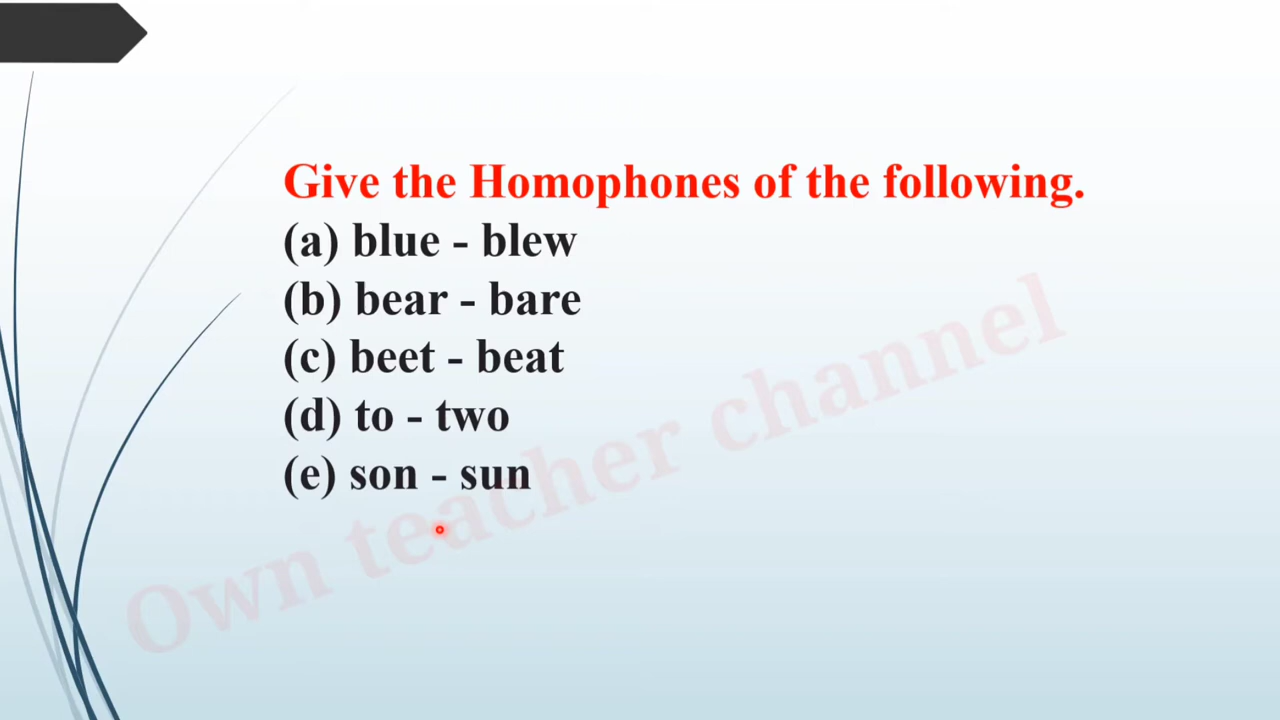 Give the Homophones of the following.
(a) blue - blew
(b) bear - bare
(c) beet - beat
(d) to - two
(e) son - sun
Own teacher channel